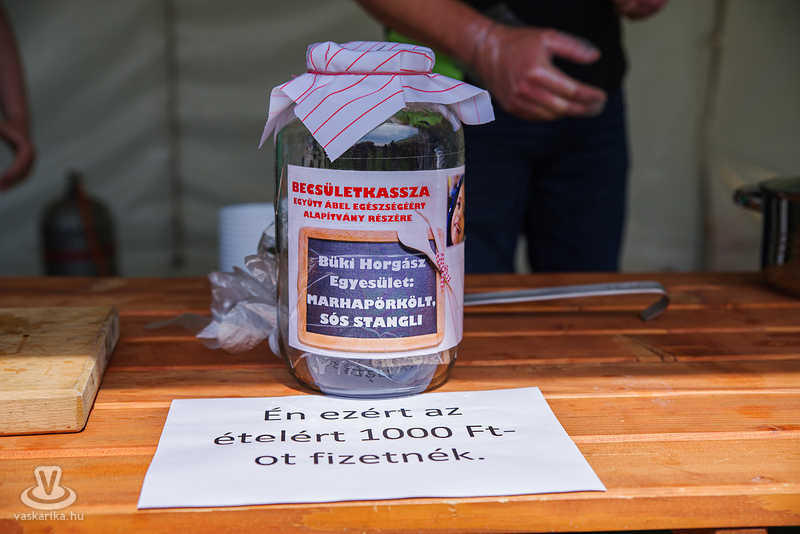 BECSÜLETKASSZA
EGYÜTT ÁBEL EGÉSZSÉGÉÉRT
ALAPÍTVÁNY RÉSZÉRE
Büki Horgász
Egyesület:
MARHAPÖRKÖLT,
SÓS STANGLI
Én ezért az
ételért 1000 Ft-
ot fizetnék.
vaskarika.hu